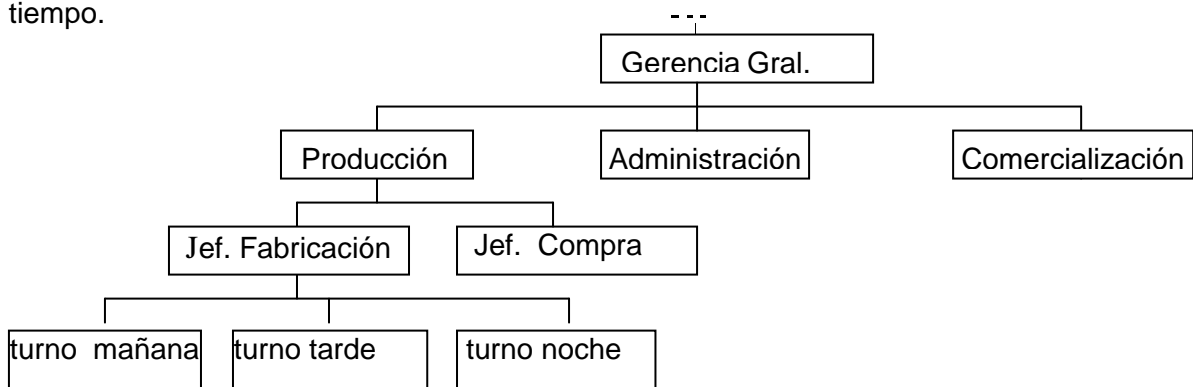 tiempo.
---
Gerencia Gral.
Producción Administración Comercialización
Jef. Fabricación Jef. Compra
turno mañana turno tarde turno noche